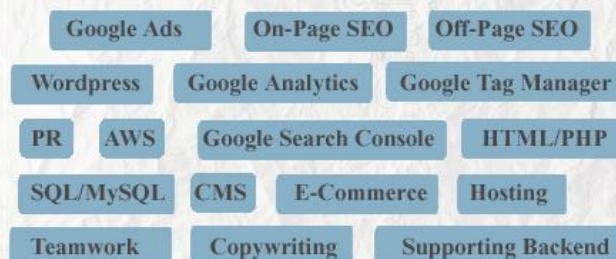 Google Ads On-Page SEO Off-Page SEO
Wordpress Google Analytics Google Tag Manager
PR AWS Google Search Console HTML/PHP
SQL/MySQL CMS E-Commerce Hosting
Teamwork Copywriting Supporting Backend